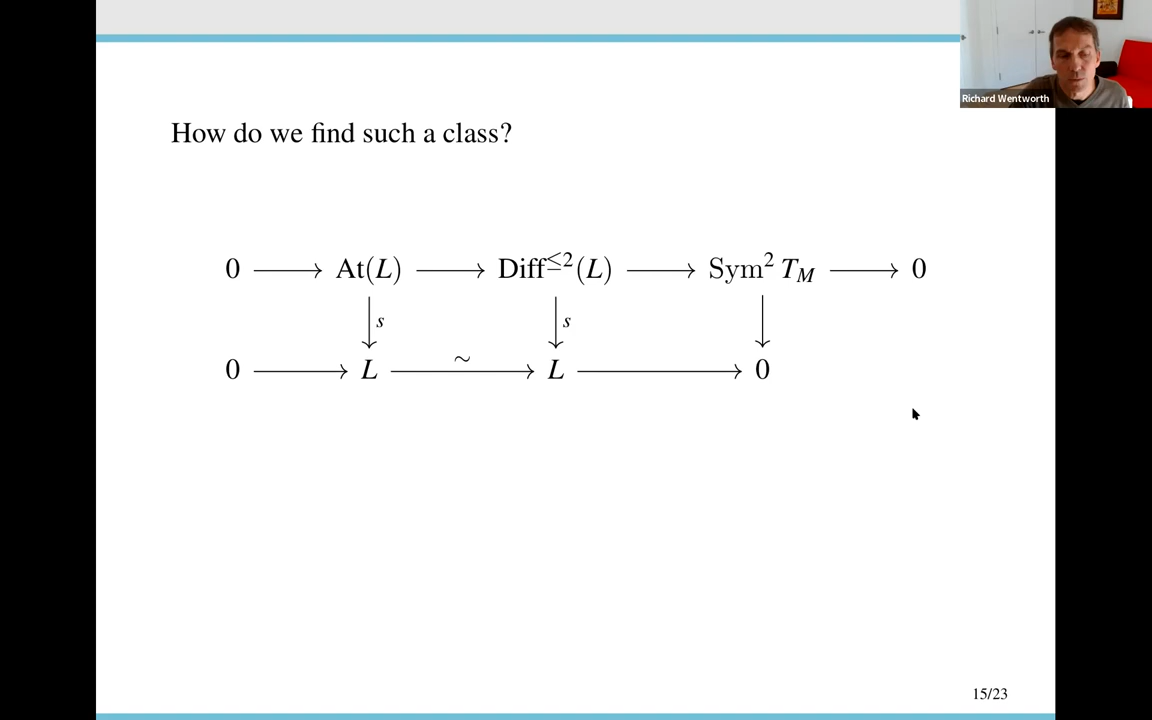 Richard Wentworth
How do we find such a class?
0 ⟶ At(L) ⟶ Diff^{≤2}(L) ⟶ Sym² T_M ⟶ 0
s s
∼
0 ⟶ L ⟶ L ⟶ 0
15/23